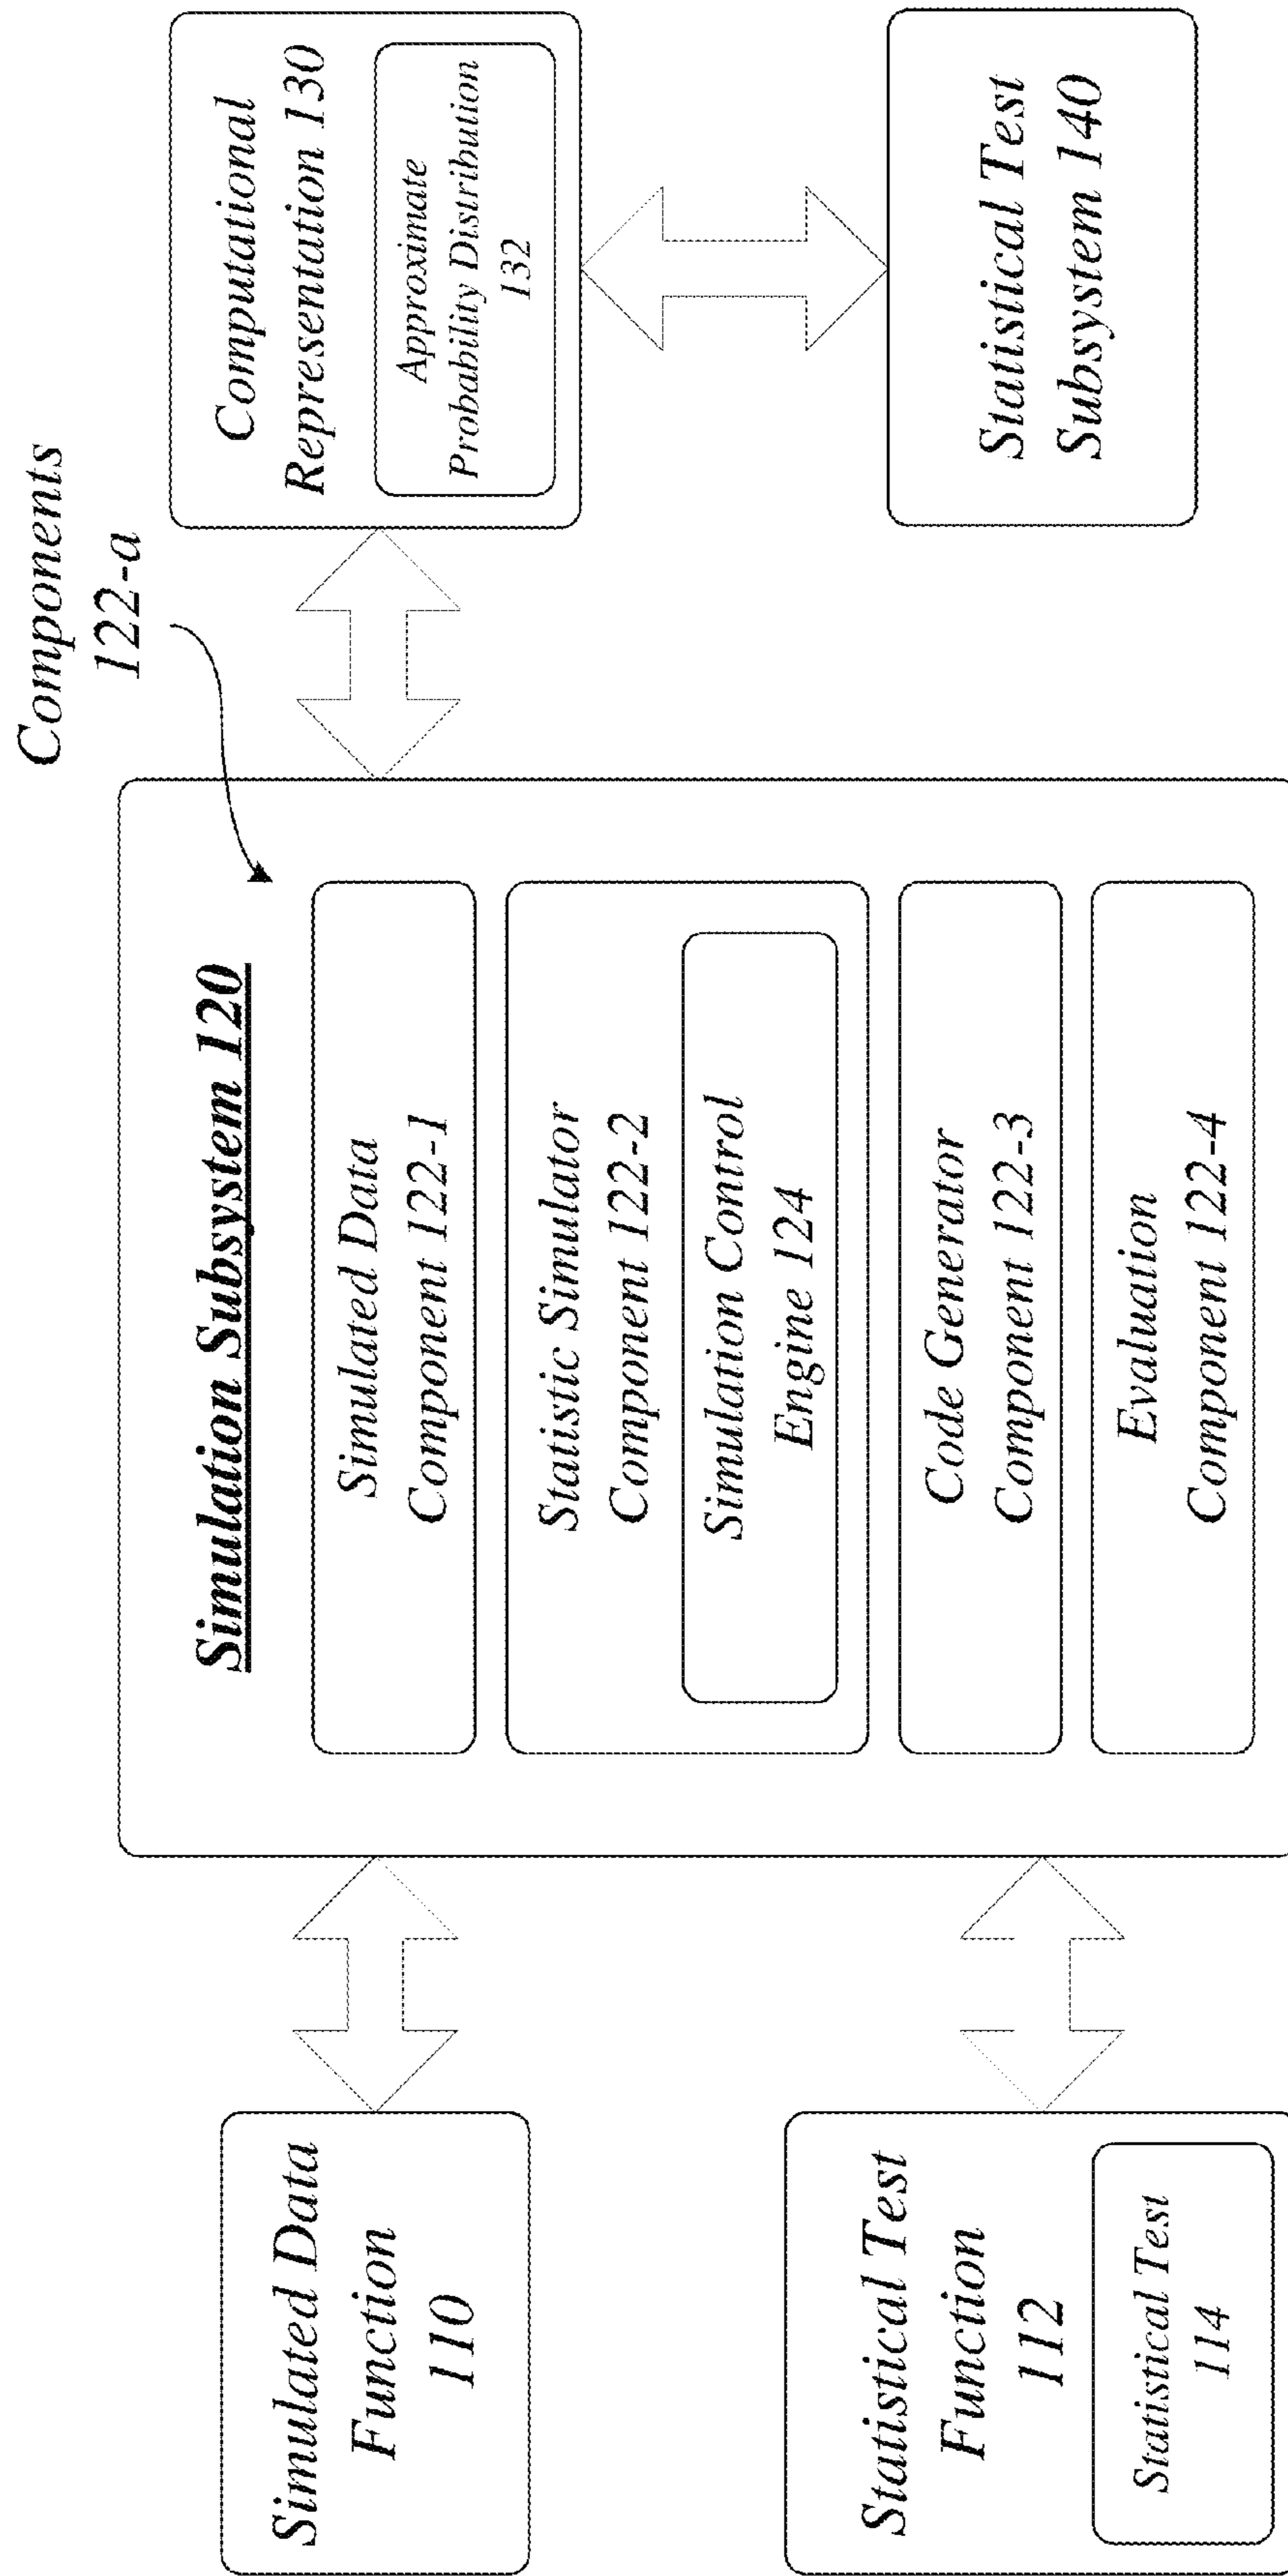 Components
122-a
Simulated Data
Function
110
Statistical Test
Function
112
Statistical Test
114
Simulation Subsystem 120
Simulated Data
Component 122-1
Statistic Simulator
Component 122-2
Simulation Control
Engine 124
Code Generator
Component 122-3
Evaluation
Component 122-4
Computational
Representation 130
Approximate
Probability Distribution
132
Statistical Test
Subsystem 140